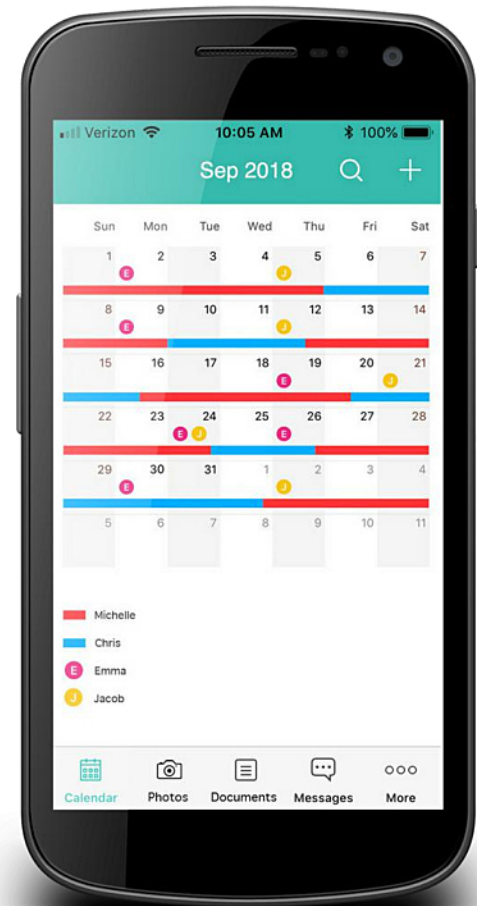 Verizon 10:05 AM 100%
Sep 2018
Sun Mon Tue Wed Thu Fri Sat
1 2 3 4 5 6 7
E J
8 9 10 11 12 13 14
E J
15 16 17 18 19 20 21
E J
22 23 24 25 26 27 28
E J E
29 30 31 1 2 3 4
E J
5 6 7 8 9 10 11
Michelle
Chris
E Emma
J Jacob
Calendar Photos Documents Messages More